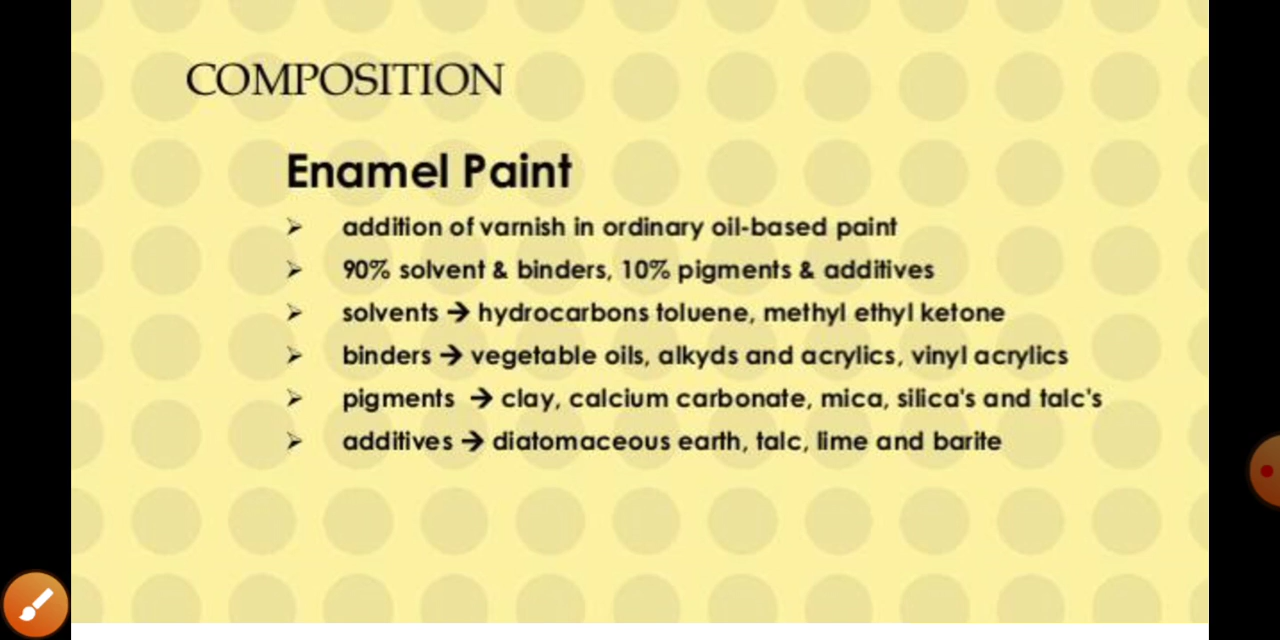 COMPOSITION
Enamel Paint
➢ addition of varnish in ordinary oil-based paint
➢ 90% solvent & binders, 10% pigments & additives
➢ solvents → hydrocarbons toluene, methyl ethyl ketone
➢ binders → vegetable oils, alkyds and acrylics, vinyl acrylics
➢ pigments → clay, calcium carbonate, mica, silica's and talc's
➢ additives → diatomaceous earth, talc, lime and barite